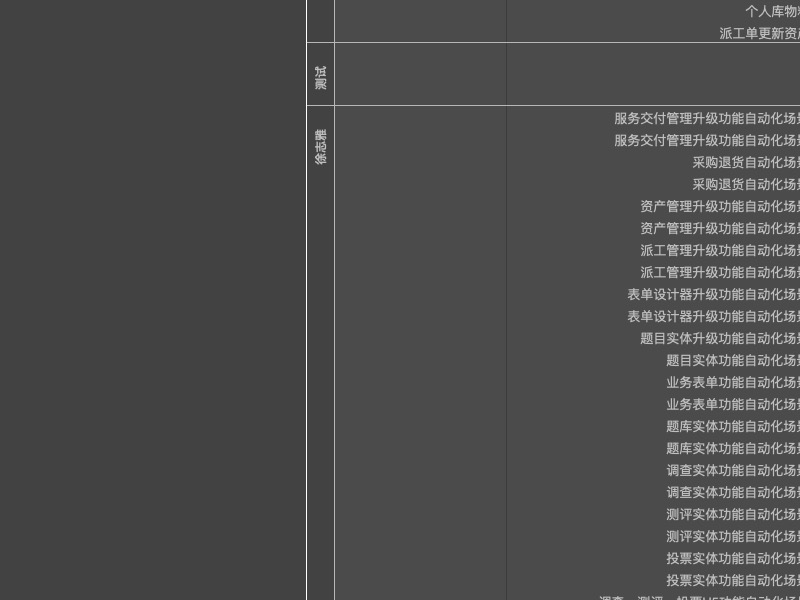 个人库物
派工单更新资
测试
徐志雅
服务交付管理升级功能自动化场
服务交付管理升级功能自动化场
采购退货自动化场
采购退货自动化场
资产管理升级功能自动化场
资产管理升级功能自动化场
派工管理升级功能自动化场
派工管理升级功能自动化场
表单设计器升级功能自动化场
表单设计器升级功能自动化场
题目实体升级功能自动化场
题目实体功能自动化场
业务表单功能自动化场
业务表单功能自动化场
题库实体功能自动化场
题库实体功能自动化场
调查实体功能自动化场
调查实体功能自动化场
测评实体功能自动化场
测评实体功能自动化场
投票实体功能自动化场
投票实体功能自动化场